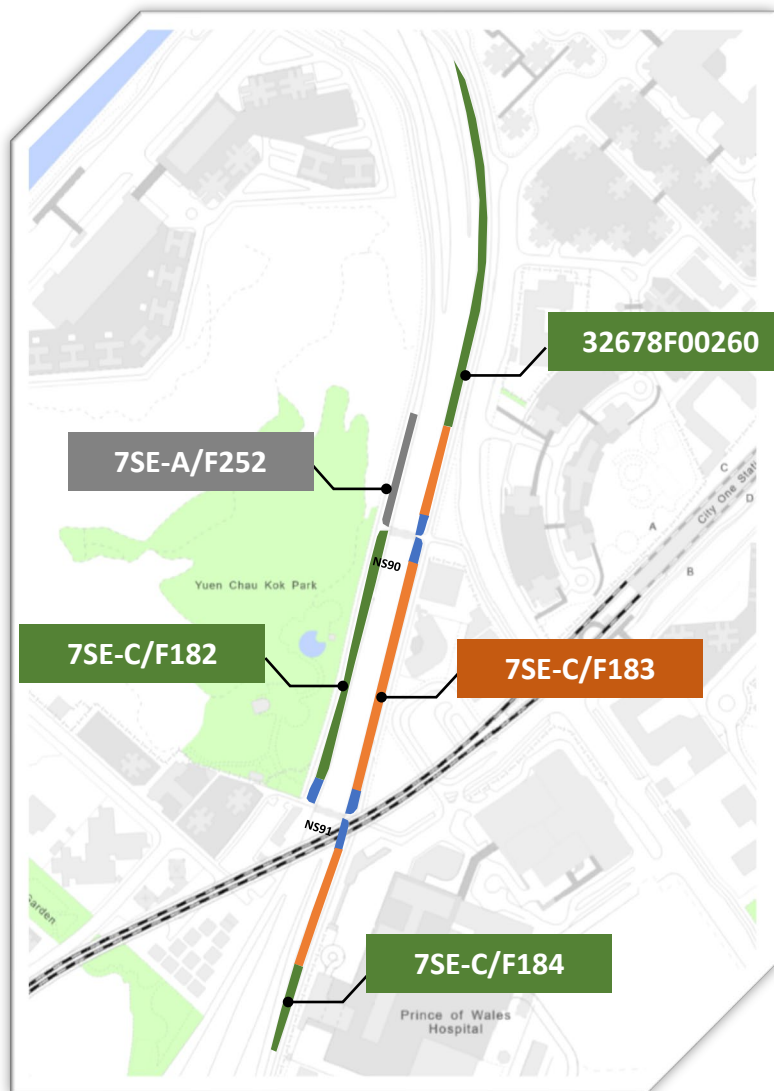 32678F00260
7SE-A/F252
C
City One Stati
D
A
NS90
B
Yuen Chau Kok Park
7SE-C/F182
7SE-C/F183
NS91
Garden
7SE-C/F184
Prince of Wales
Hospital